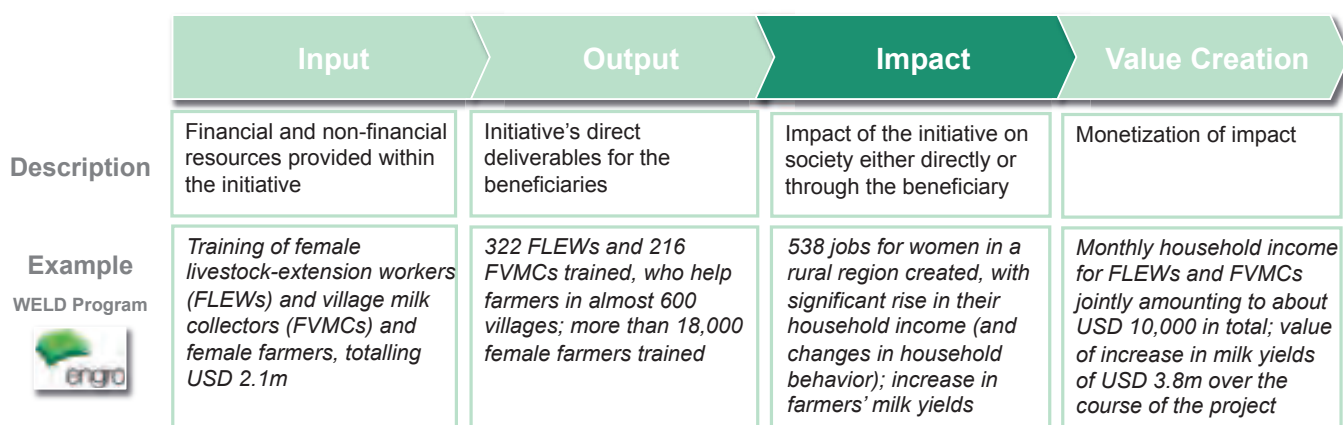 Input
Output
Impact
Value Creation
Description
Financial and non-financial
resources provided within
the initiative
Initiative's direct
deliverables for the
beneficiaries
Impact of the initiative on
society either directly or
through the beneficiary
Monetization of impact
Example
WELD Program
engro
Training of female
livestock-extension workers
(FLEWs) and village milk
collectors (FVMCs) and
female farmers, totalling
USD 2.1m
322 FLEWs and 216
FVMCs trained, who help
farmers in almost 600
villages; more than 18,000
female farmers trained
538 jobs for women in a
rural region created, with
significant rise in their
household income (and
changes in household
behavior); increase in
farmers' milk yields
Monthly household income
for FLEWs and FVMCs
jointly amounting to about
USD 10,000 in total; value
of increase in milk yields
of USD 3.8m over the
course of the project